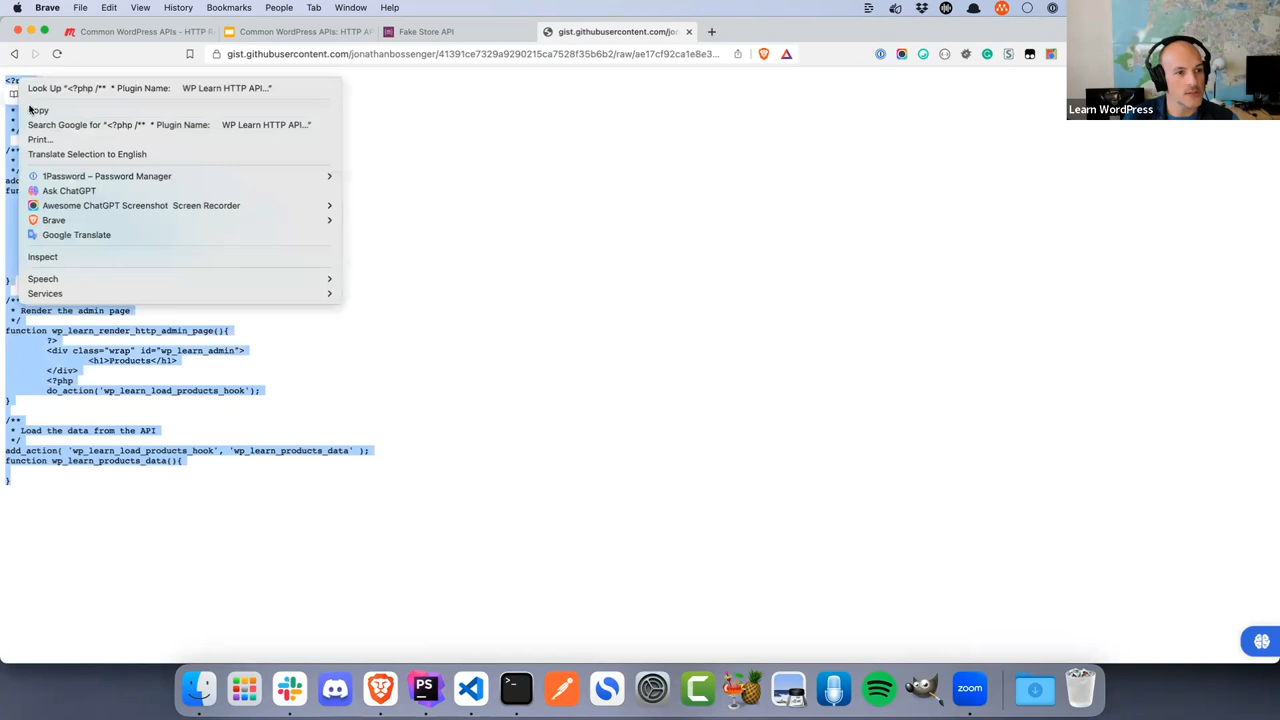 Brave File Edit View History Bookmarks People Tab Window Help
Common WordPress APIs - HTTP R
Common WordPress APIs: HTTP A
Fake Store API
gist.githubusercontent.com/jo
gist.githubusercontent.com/jonathanbossenger/41391ce7329a9290215ca7528f35b6b2/raw/ae17cf92ca1e8e3...
Learn WordPress
Look Up “<?php /** * Plugin Name: WP Learn HTTP API...”
Copy
Search Google for “<?php /** * Plugin Name: WP Learn HTTP API...”
Print...
Translate Selection to English
1Password – Password Manager
Ask ChatGPT
Awesome ChatGPT Screenshot Screen Recorder
Brave
Google Translate
Inspect
Speech
Services
}
/**
* Render the admin page
*/
function wp_learn_render_http_admin_page(){
?>
<div class="wrap" id="wp_learn_admin">
<h1>Products</h1>
</div>
<?php
do_action('wp_learn_load_products_hook');
}
/**
* Load the data from the API
*/
add_action( 'wp_learn_load_products_hook', 'wp_learn_products_data' );
function wp_learn_products_data(){
}
PS
zoom